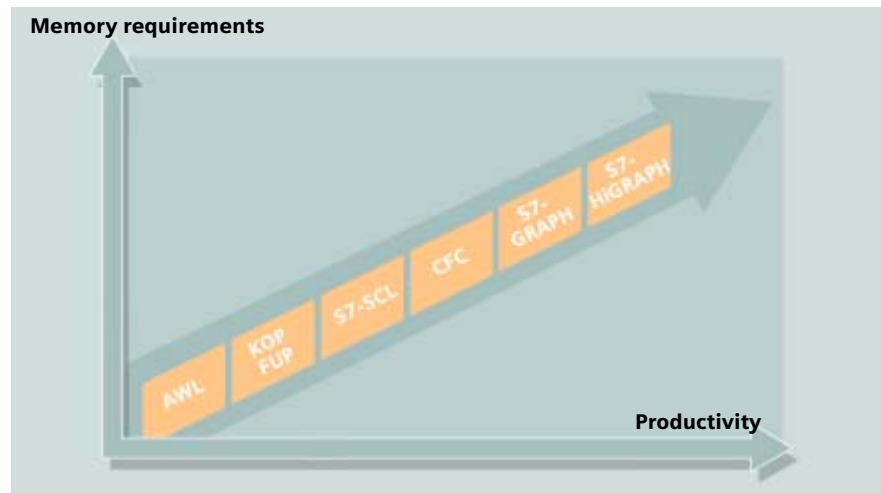 Memory requirements
AWL
KOP
FUP
S7-SCL
CFC
S7-
GRAPH
S7-
HiGRAPH
Productivity